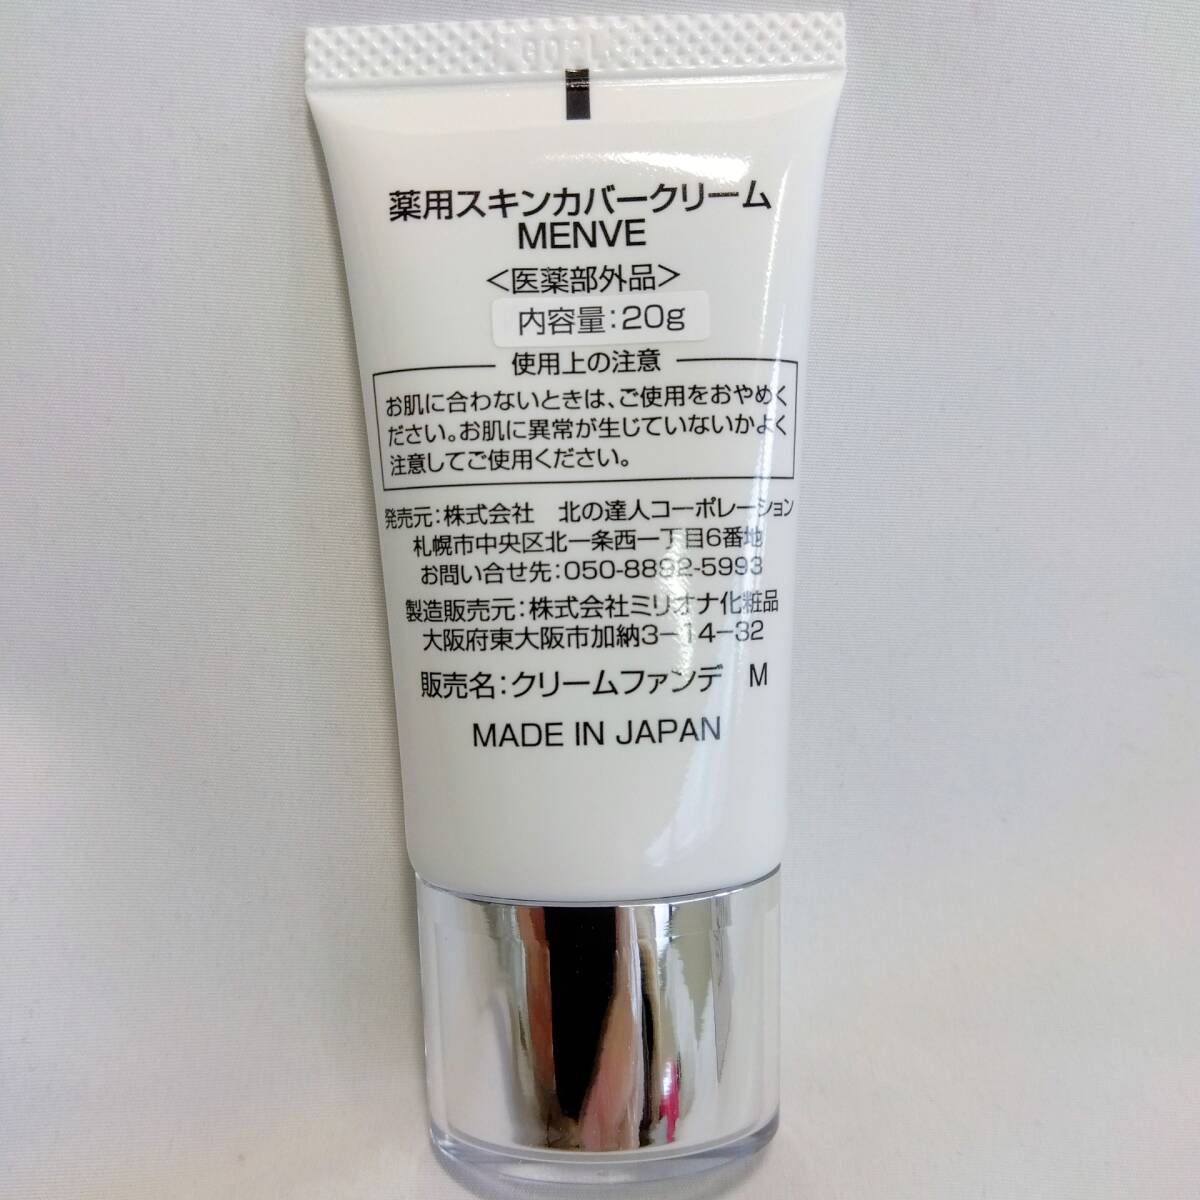 薬用スキンカバークリーム
MENVE
<医薬部外品>
内容量:20g
使用上の注意
お肌に合わないときは、ご使用をおやめく
ださい。お肌に異常が生じていないかよく
注意してご使用ください。
発売元:株式会社 北の達人コーポレーション
札幌市中央区北一条西一丁目6番地
お問い合せ先:050-8892-5993
製造販売元:株式会社ミリオナ化粧品
大阪府東大阪市加納3-14-32
販売名:クリームファンデ M
MADE IN JAPAN